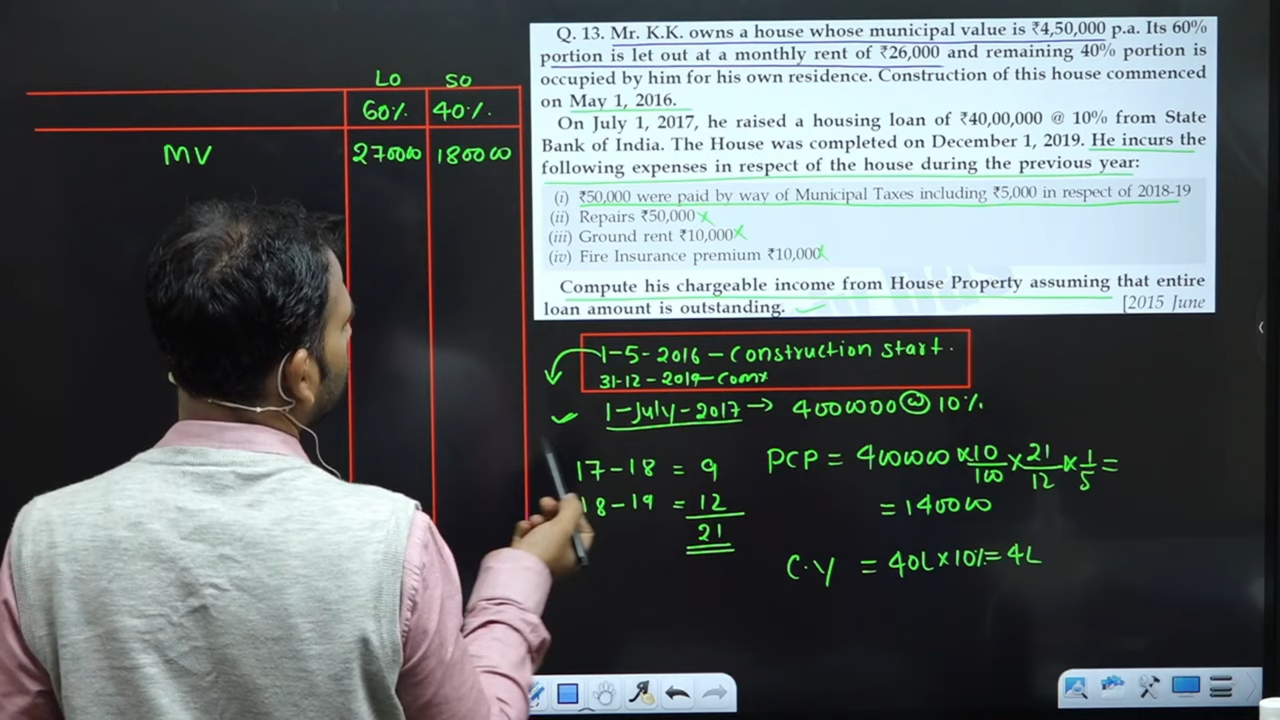 Q. 13. Mr. K.K. owns a house whose municipal value is ₹4,50,000 p.a. Its 60%
portion is let out at a monthly rent of ₹26,000 and remaining 40% portion is
occupied by him for his own residence. Construction of this house commenced
on May 1, 2016.
On July 1, 2017, he raised a housing loan of ₹40,00,000 @ 10% from State
Bank of India. The House was completed on December 1, 2019. He incurs the
following expenses in respect of the house during the previous year:
(i) ₹50,000 were paid by way of Municipal Taxes including ₹5,000 in respect of 2018-19
(ii) Repairs ₹50,000 x
(iii) Ground rent ₹10,000 x
(iv) Fire Insurance premium ₹10,000 x
Compute his chargeable income from House Property assuming that entire
loan amount is outstanding.
[2015 June
LO SO
60% 40%.
MV 270000 180000
1-5-2016 - Construction start.
31-12-2019-Comx
1-July-2017 → 4000000 @ 10%.
17-18 = 9
18-19 = 12
21
PCP = 4000000 × 10/100 × 21/12 × 1/5 =
= 140000
C.Y = 40L×10%=4L